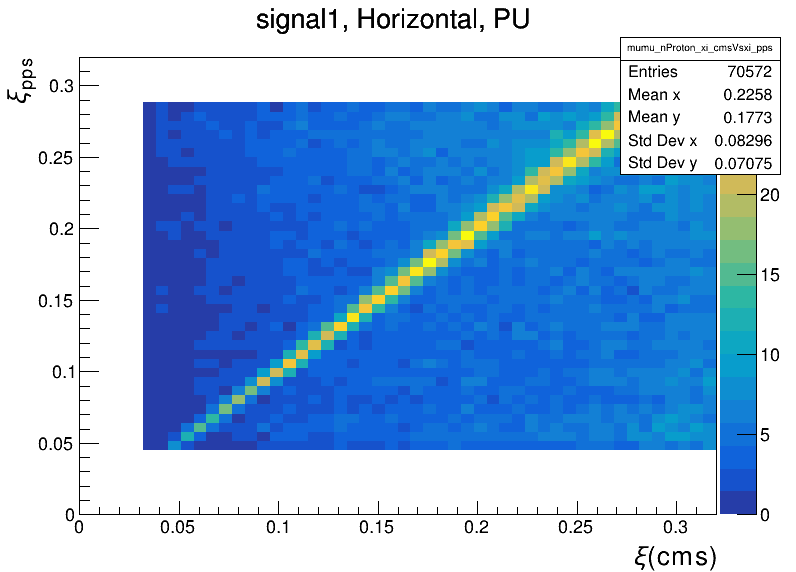 signal1, Horizontal, PU
mumu_nProton_xi_cmsVsxi_pps
Entries 70572
Mean x 0.2258
Mean y 0.1773
Std Dev x 0.08296
Std Dev y 0.07075
ξpps
0.3
0.25
0.2
0.15
0.1
0.05
0
20
15
10
5
0
0 0.05 0.1 0.15 0.2 0.25 0.3
ξ(cms)